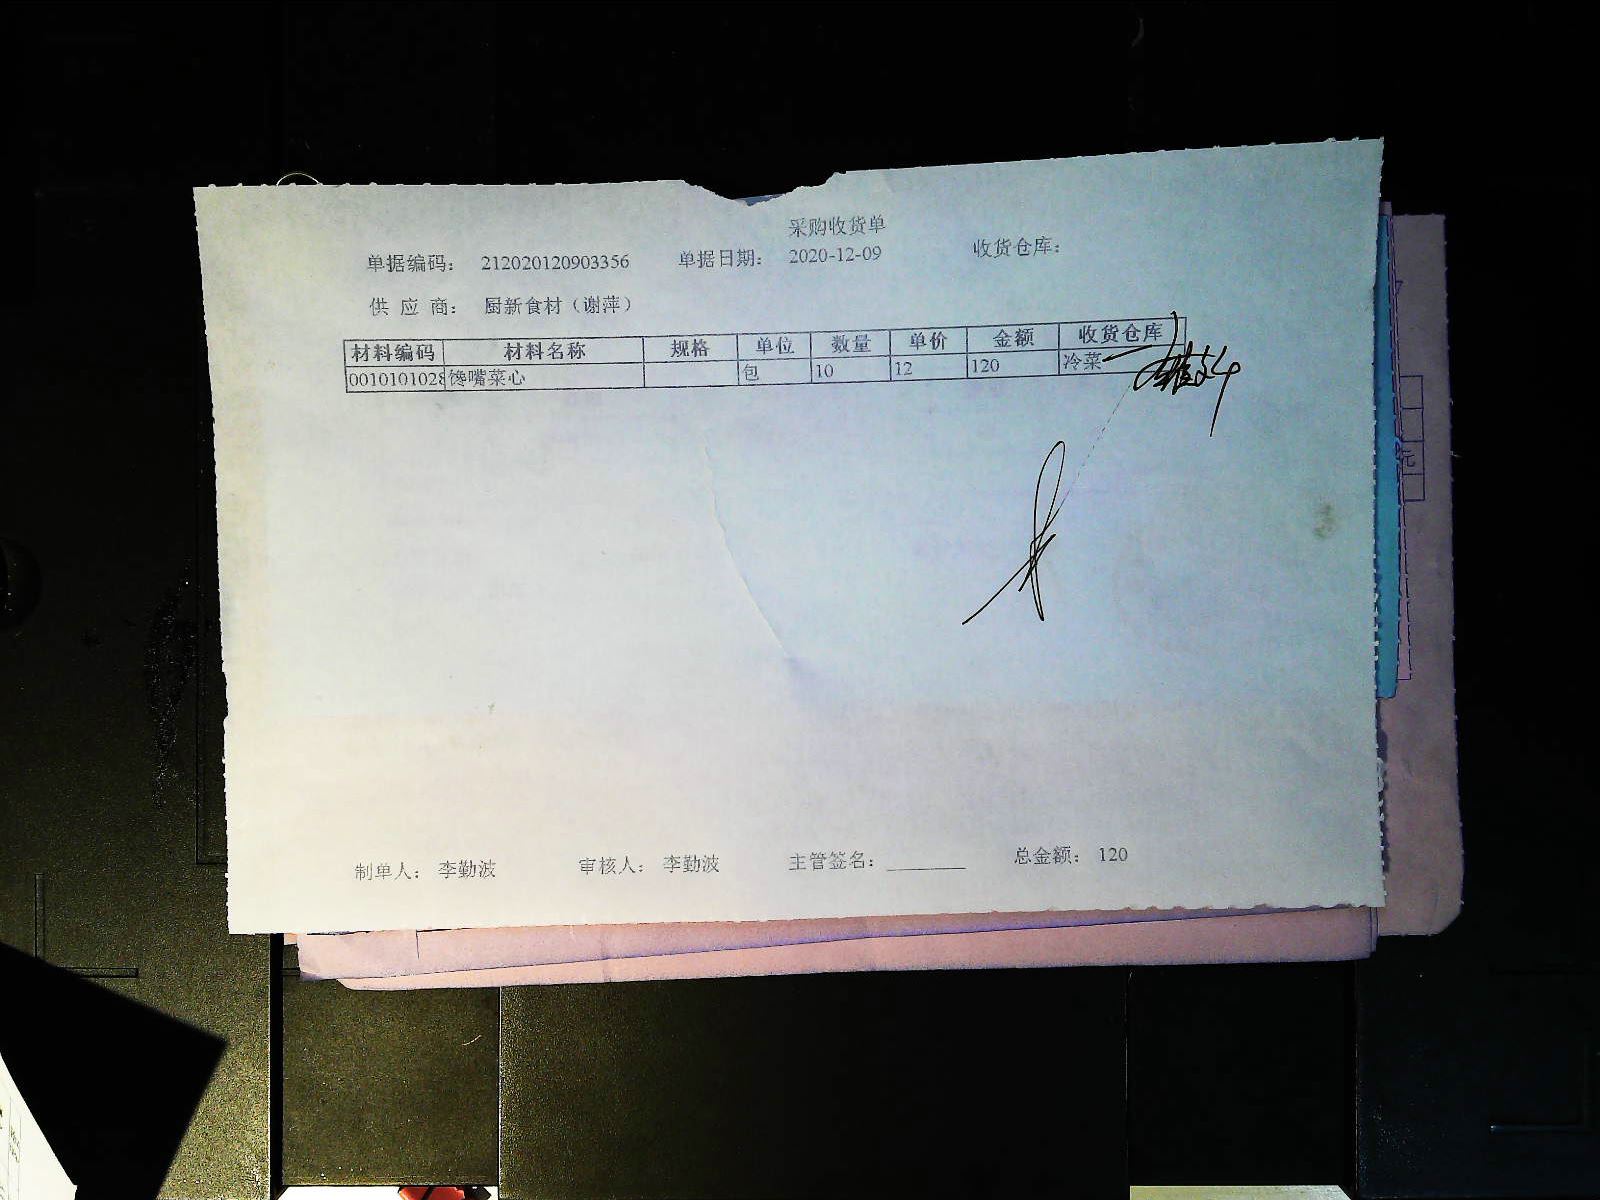 采购收货单
单据编码： 212020120903356 单据日期： 2020-12-09 收货仓库：
供 应 商： 厨新食材（谢萍）
材料编码 材料名称 规格 单位 数量 单价 金额 收货仓库
0010101028 馋嘴菜心 包 10 12 120 冷菜
元
制单人： 李勤波 审核人： 李勤波 主管签名： 总金额： 120